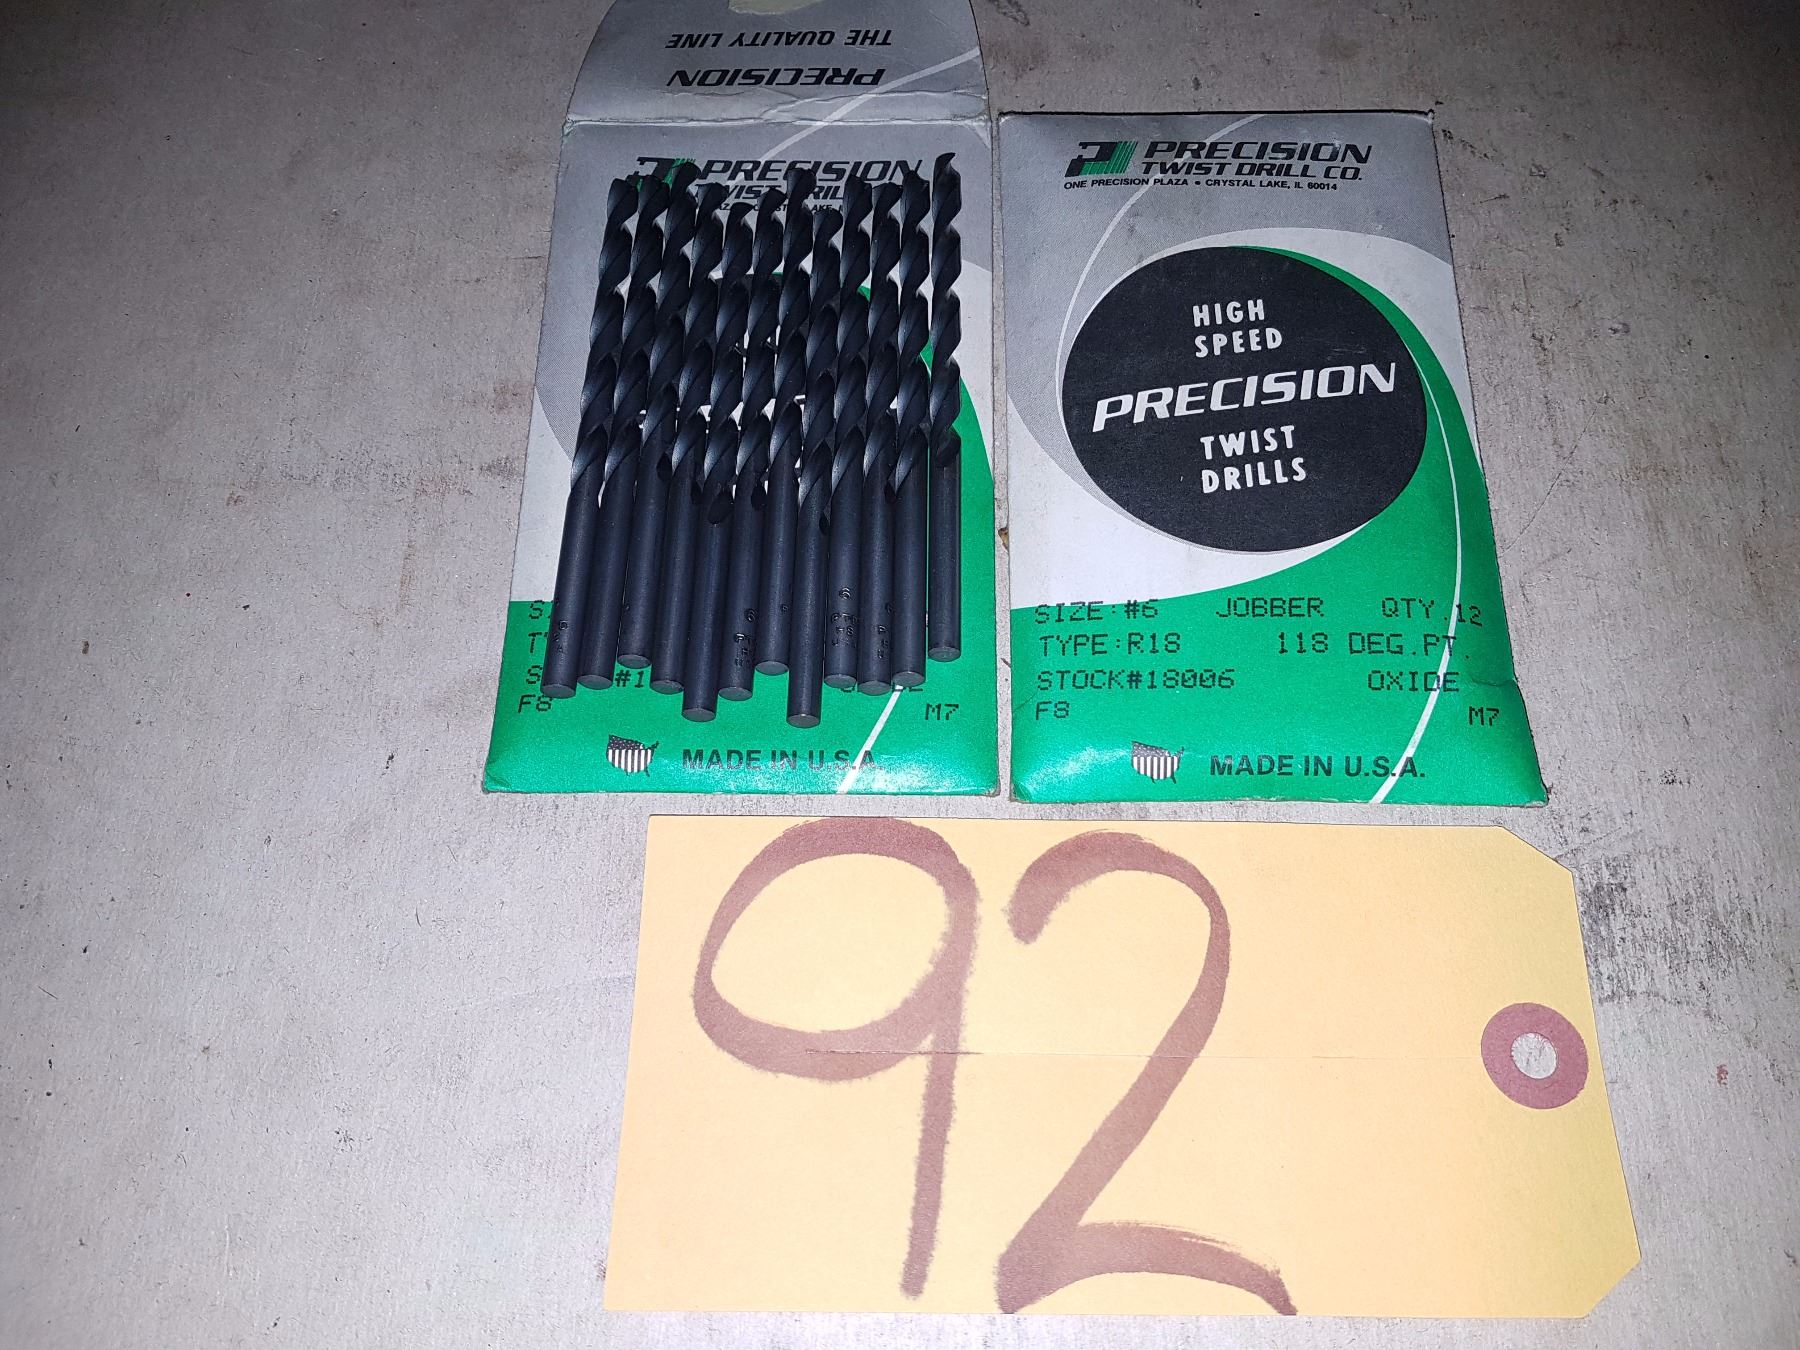 THE QUALITY LINE
PRECISION
PRECISION
MADE IN U.S.A.
F8
M7
PRECISION
TWIST DRILL CO.
ONE PRECISION PLAZA • CRYSTAL LAKE, IL 60014
HIGH
SPEED
PRECISION
TWIST
DRILLS
SIZE:#6 JOBBER QTY.12
TYPE:R18 118 DEG.PT.
STOCK#18006 OXIDE
F8 M7
MADE IN U.S.A.
92